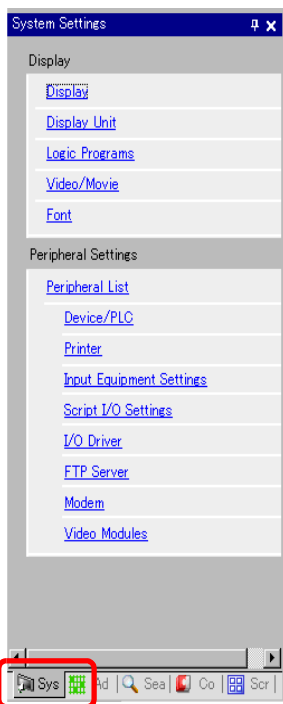 System Settings
Display
Display
Display Unit
Logic Programs
Video/Movie
Font
Peripheral Settings
Peripheral List
Device/PLC
Printer
Input Equipment Settings
Script I/O Settings
I/O Driver
FTP Server
Modem
Video Modules
Sys Ad Sea Co Scr